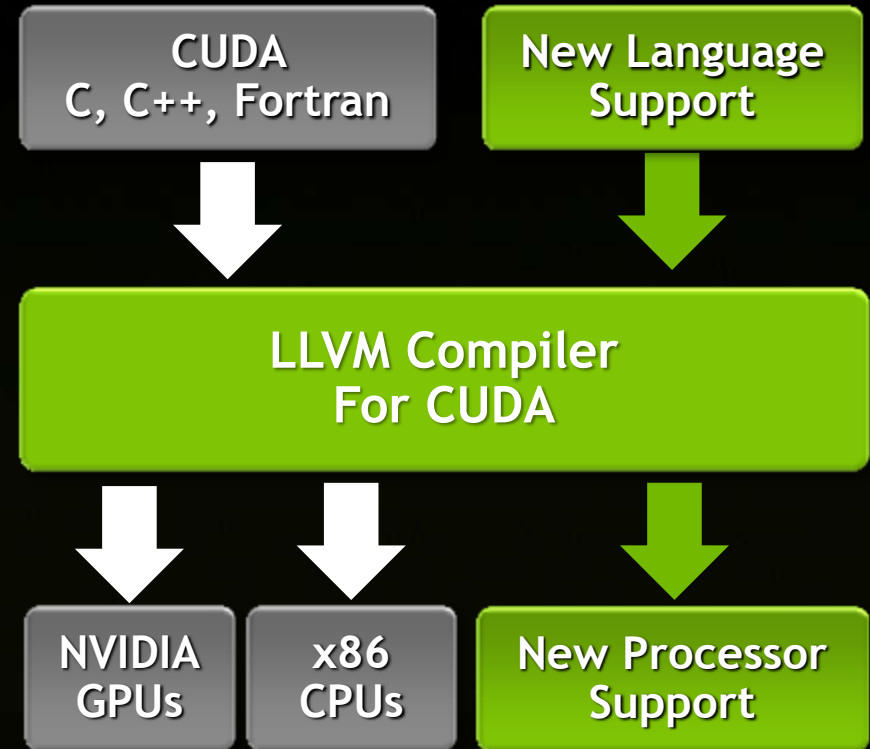 CUDA
C, C++, Fortran
New Language
Support
LLVM Compiler
For CUDA
NVIDIA
GPUs
x86
CPUs
New Processor
Support